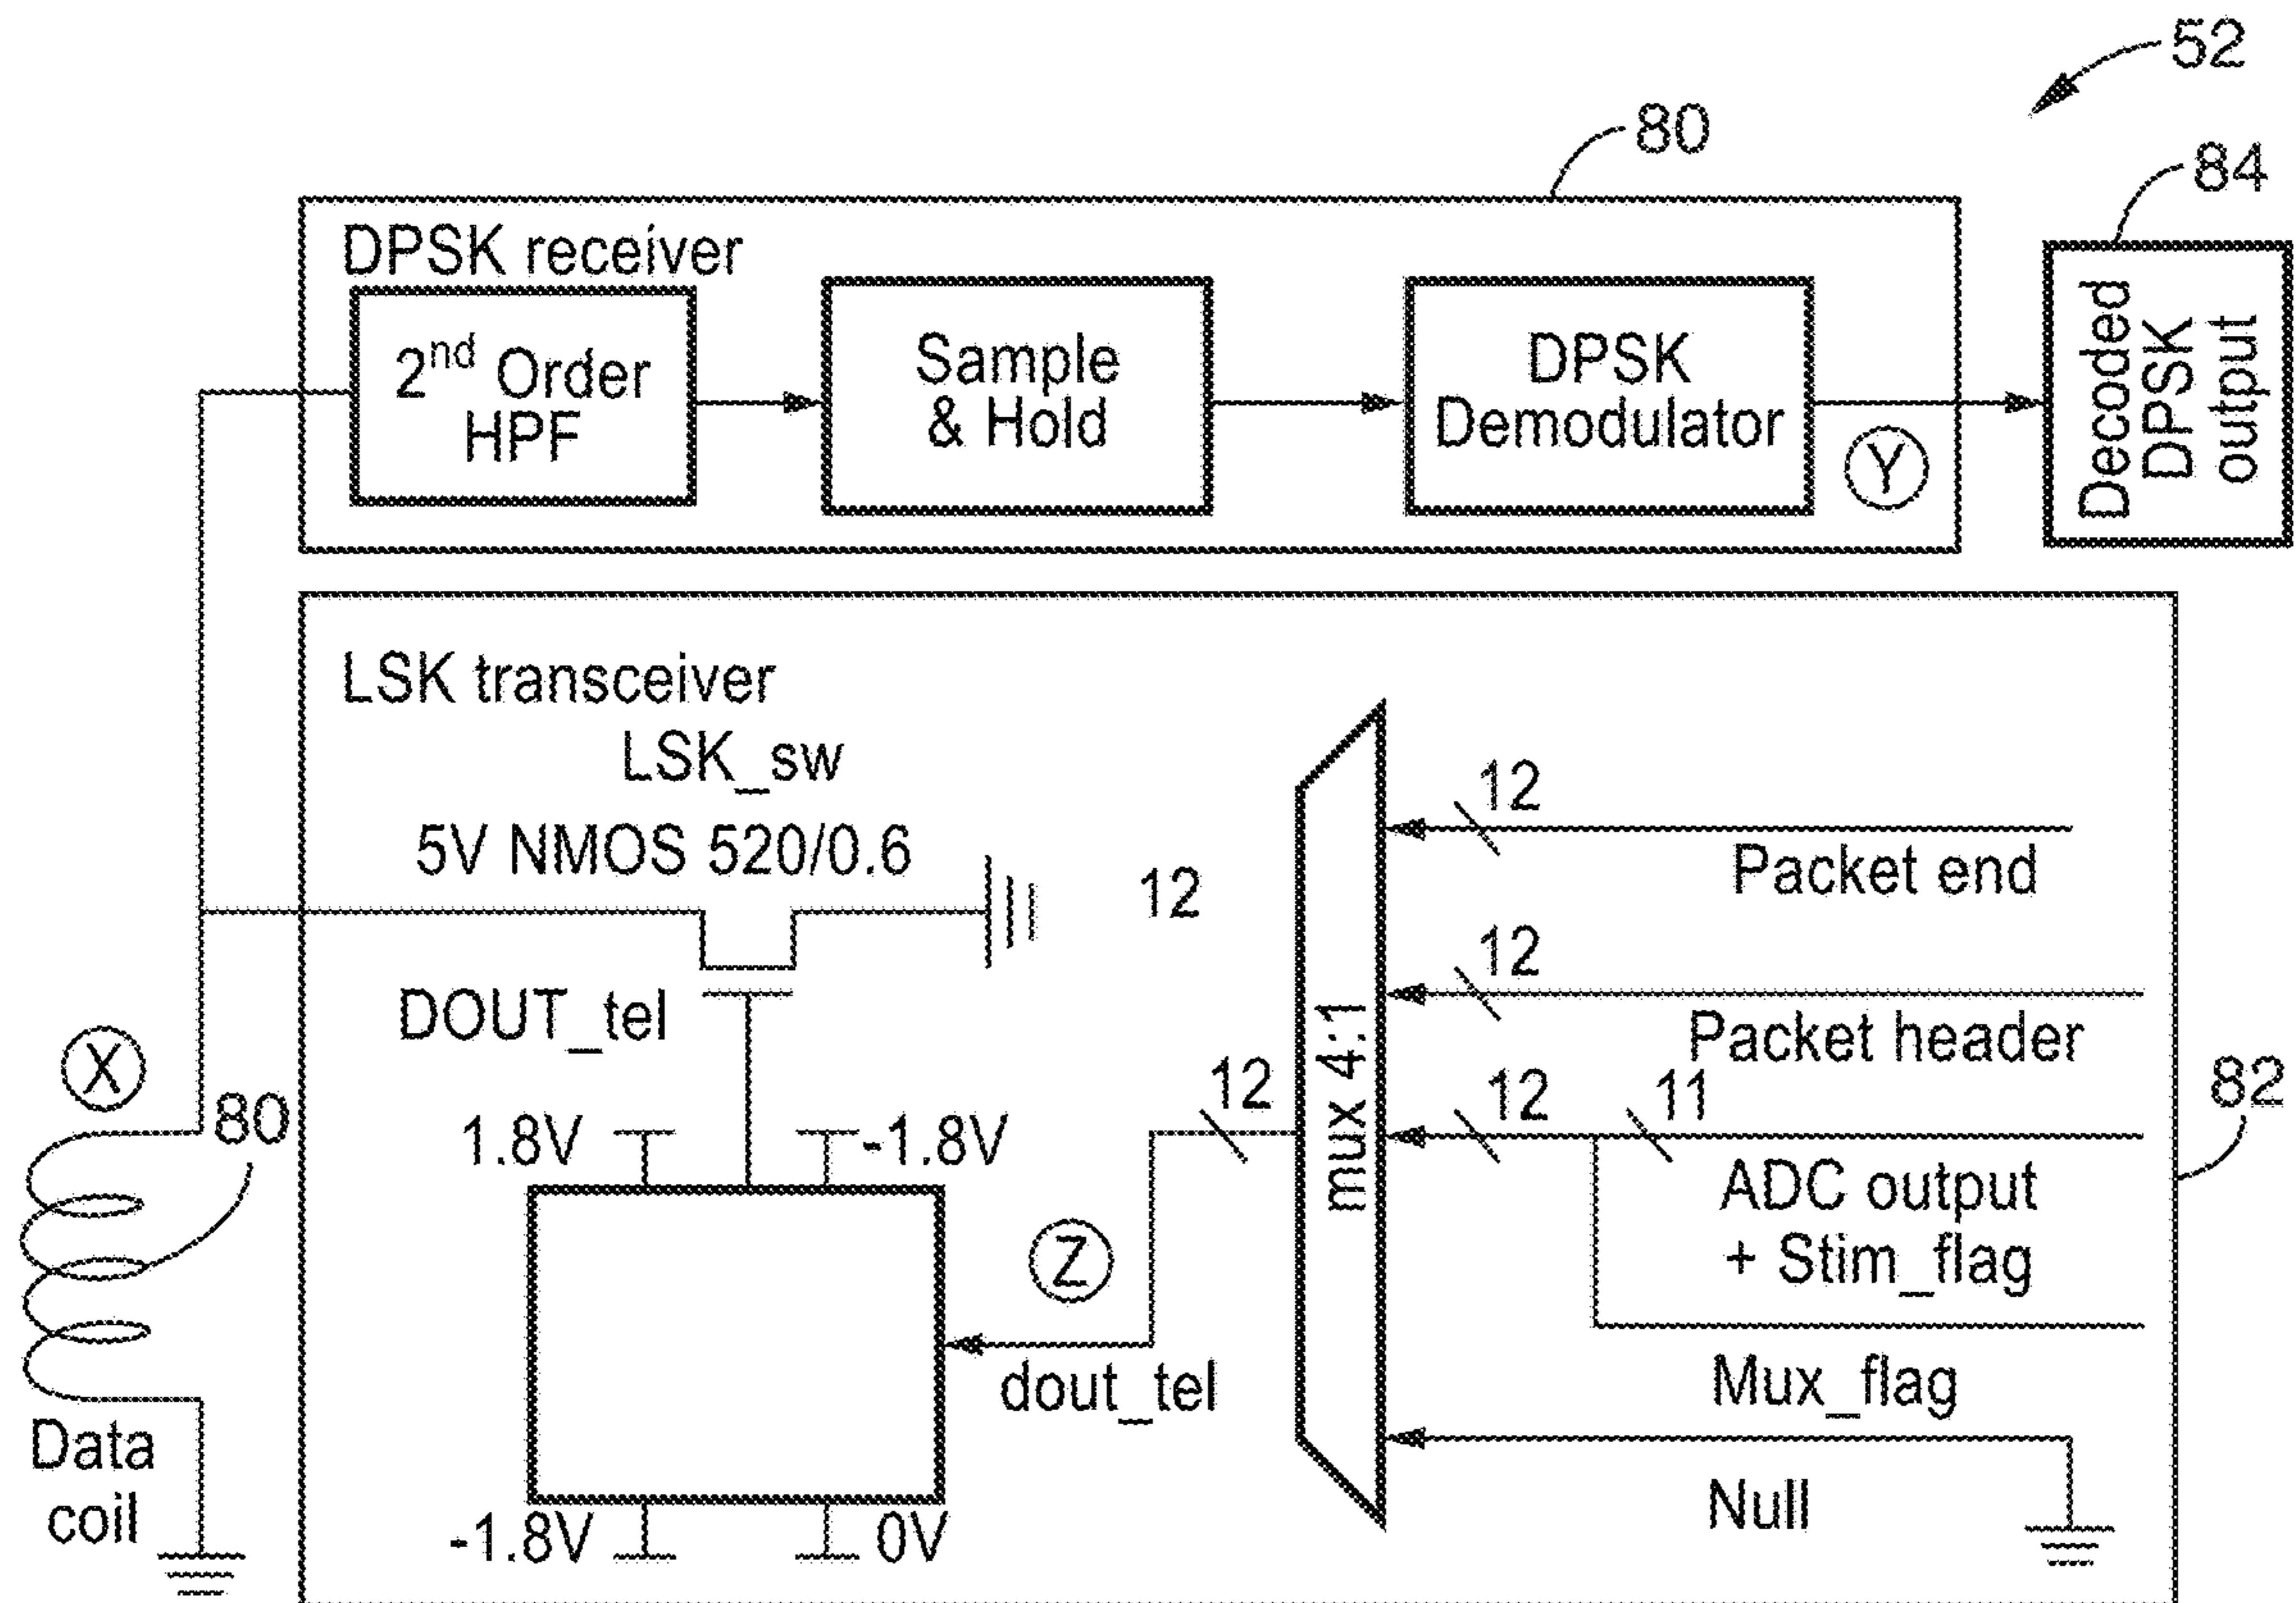 52
80
84
DPSK receiver
2nd Order
HPF
Sample
& Hold
DPSK
Demodulator
Y
Decoded
DPSK
output
LSK transceiver
LSK_sw
5V NMOS 520/0.6
12
DOUT_tel
X
80
1.8V
-1.8V
-1.8V
0V
Z
dout_tel
12
mux 4:1
12
Packet end
12
Packet header
12
11
ADC output
+ Stim_flag
Mux_flag
Null
82
Data
coil